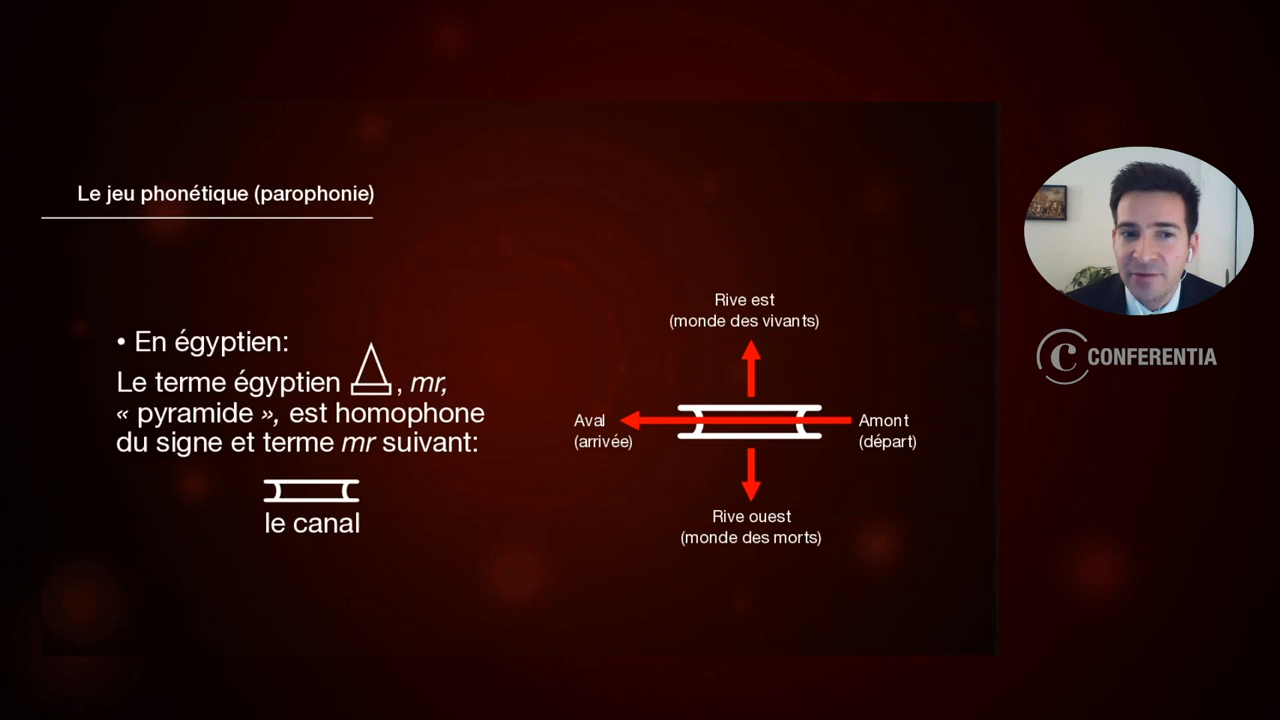 Le jeu phonétique (parophonie)
• En égyptien:
Le terme égyptien , mr,
« pyramide », est homophone
du signe et terme mr suivant:
le canal
Rive est
(monde des vivants)
Aval
(arrivée)
Amont
(départ)
Rive ouest
(monde des morts)
C CONFERENTIA